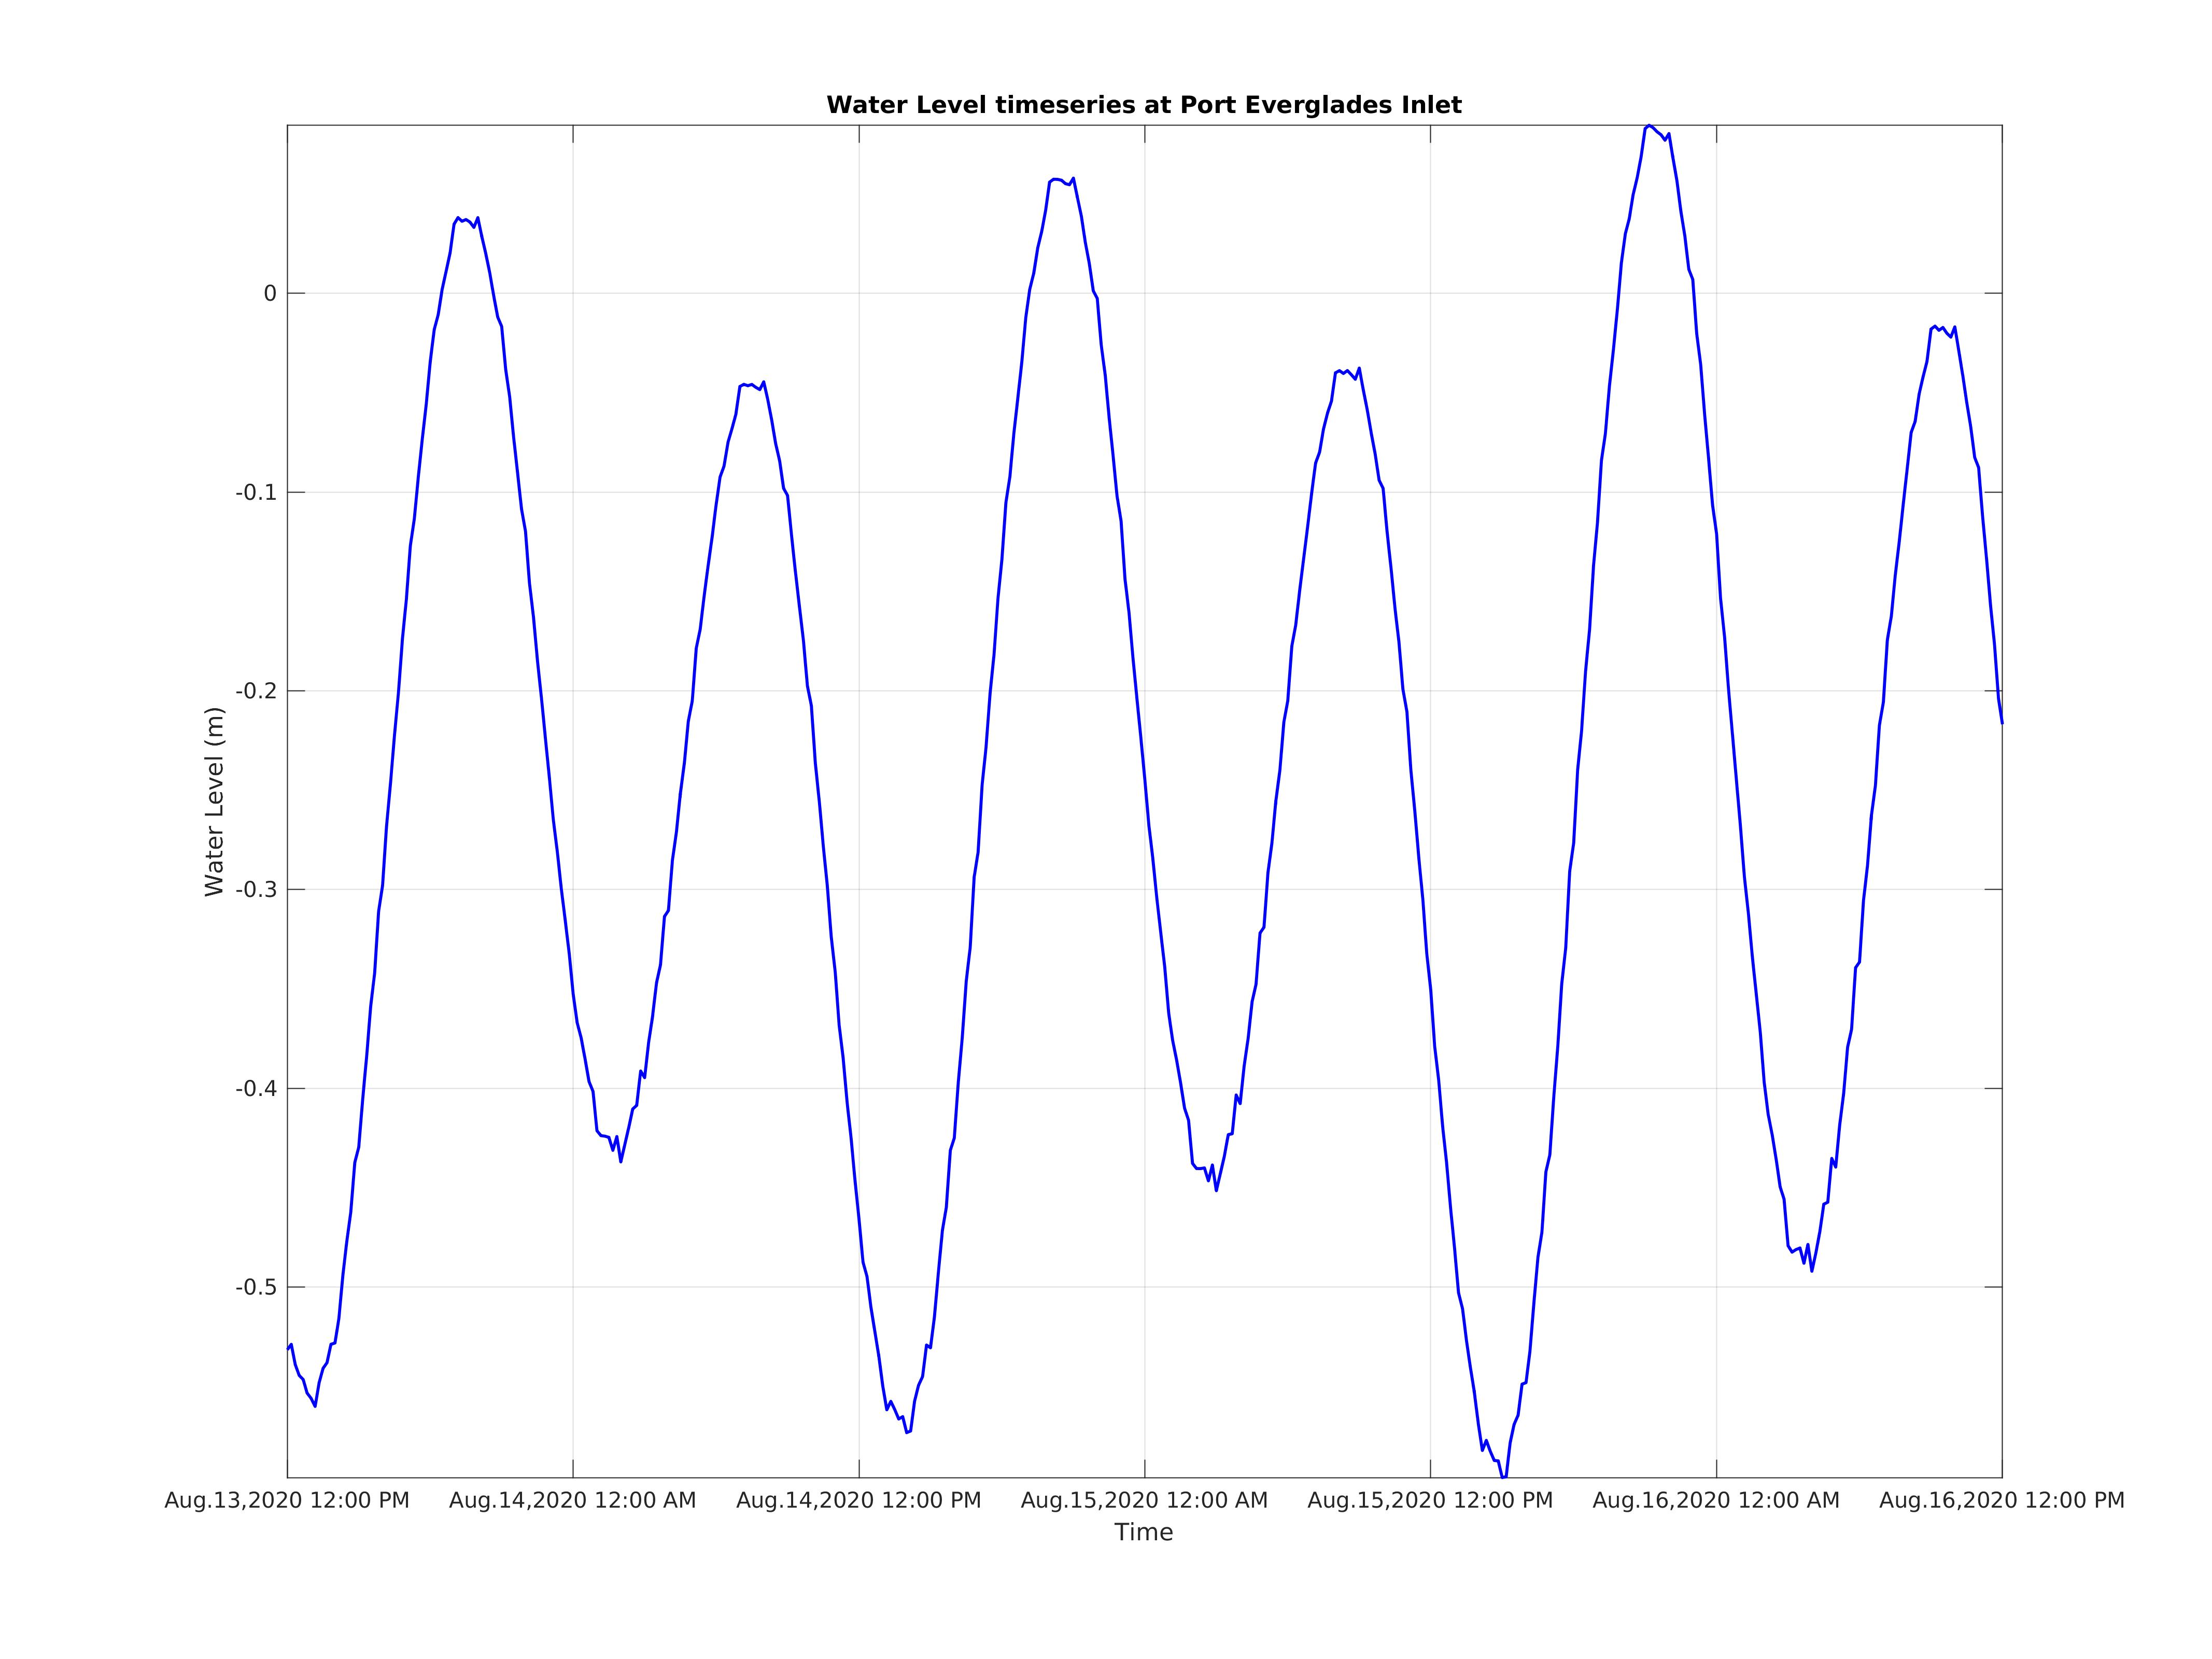 Water Level timeseries at Port Everglades Inlet
0
-0.1
-0.2
-0.3
-0.4
-0.5
Water Level (m)
Aug.13,2020 12:00 PM
Aug.14,2020 12:00 AM
Aug.14,2020 12:00 PM
Aug.15,2020 12:00 AM
Aug.15,2020 12:00 PM
Aug.16,2020 12:00 AM
Aug.16,2020 12:00 PM
Time